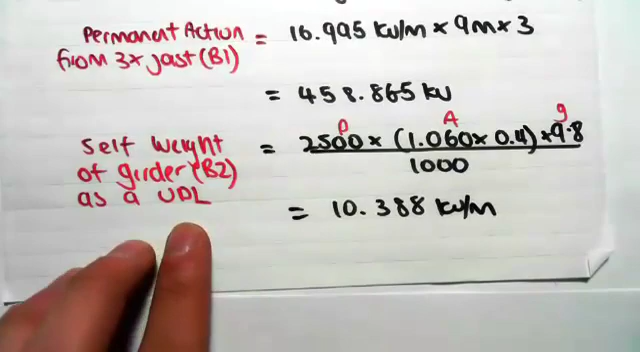 Permanent Action = 16.995 kN/m × 9m × 3
from 3x joist (B1)
= 458.865 kN
ρ A g
Self Weight = 2500 × (1.060 × 0.4) × 9.8
of girder (B2) 1000
as a UDL
= 10.388 kN/m